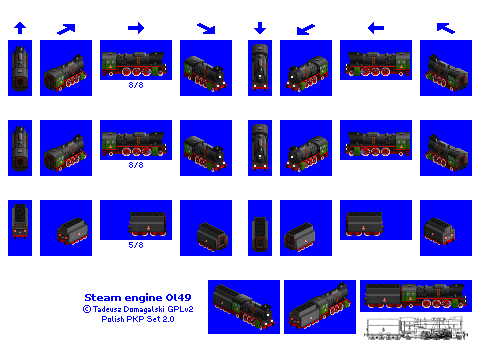 8/8
8/8
5/8
Steam engine Ol49
© Tadeusz Domagalski GPLv2
Polish PKP Set 2.0